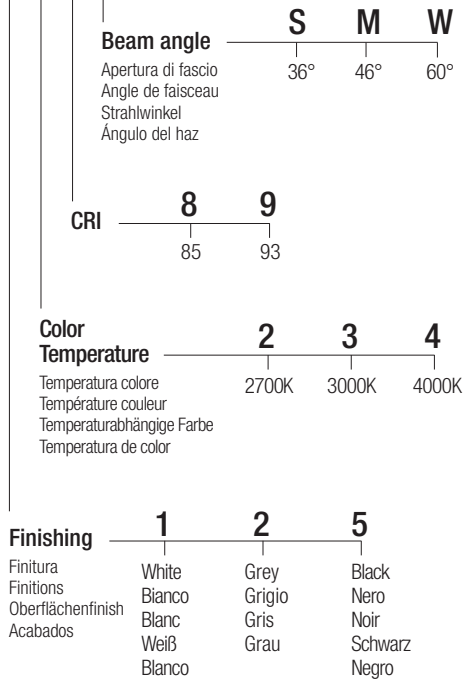 Beam angle S M W
Apertura di fascio 36° 46° 60°
Angle de faisceau
Strahlwinkel
Ángulo del haz
CRI 8 9
85 93
Color
Temperature 2 3 4
Temperatura colore 2700K 3000K 4000K
Température couleur
Temperaturabhängige Farbe
Temperatura de color
Finishing 1 2 5
Finitura White Grey Black
Finitions Bianco Grigio Nero
Oberflächenfinish Blanc Gris Noir
Acabados Weiß Grau Schwarz
Blanco Negro